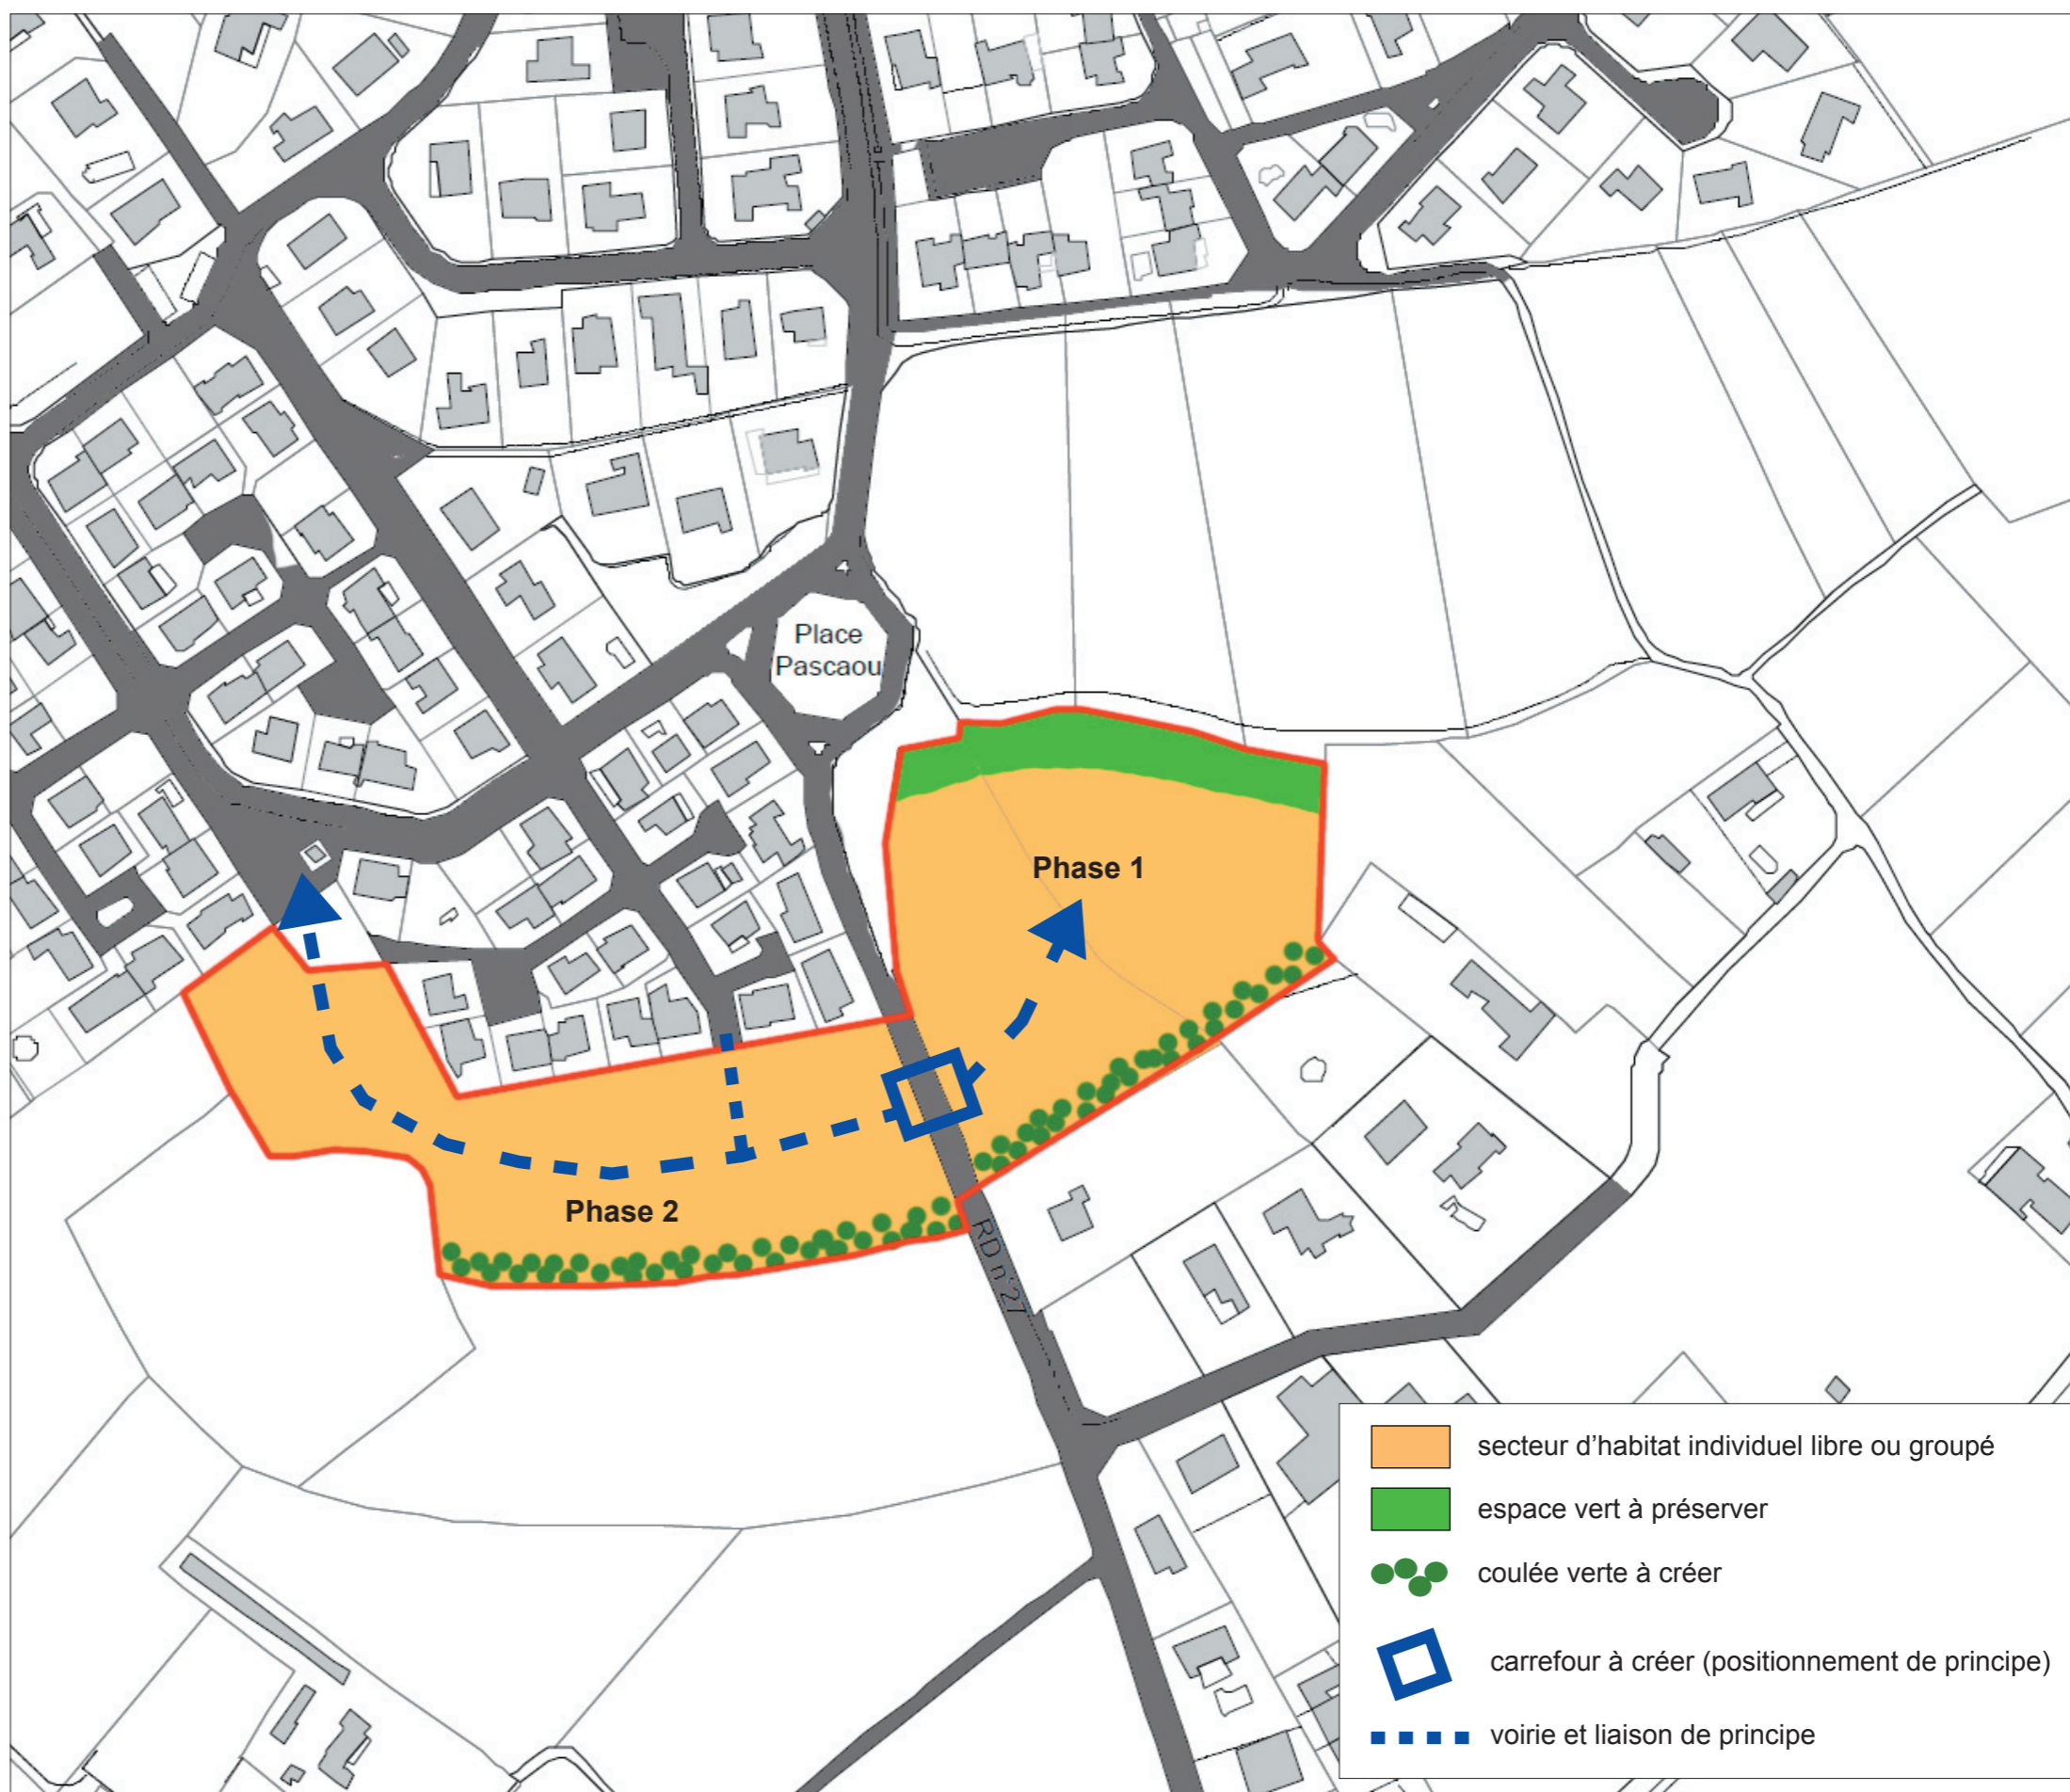 Place
Pascaou
Phase 1
Phase 2
RD n°27
secteur d’habitat individuel libre ou groupé
espace vert à préserver
coulée verte à créer
carrefour à créer (positionnement de principe)
voirie et liaison de principe